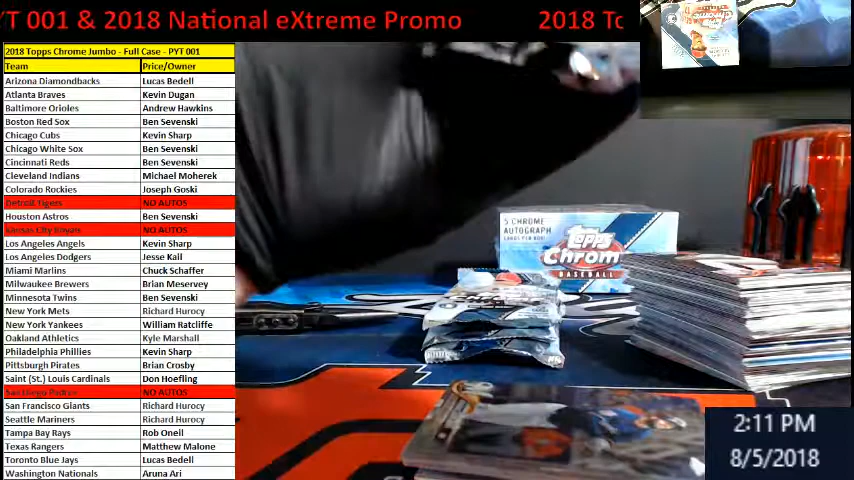 YT 001 & 2018 National eXtreme Promo 2018 To
2018 Topps Chrome Jumbo - Full Case - PYT 001
Team Price/Owner
Arizona Diamondbacks Lucas Bedell
Atlanta Braves Kevin Dugan
Baltimore Orioles Andrew Hawkins
Boston Red Sox Ben Sevenski
Chicago Cubs Kevin Sharp
Chicago White Sox Ben Sevenski
Cincinnati Reds Ben Sevenski
Cleveland Indians Michael Moherek
Colorado Rockies Joseph Goski
Detroit Tigers NO AUTOS
Houston Astros Ben Sevenski
Kansas City Royals NO AUTOS
Los Angeles Angels Kevin Sharp
Los Angeles Dodgers Jesse Kail
Miami Marlins Chuck Schaffer
Milwaukee Brewers Brian Meservey
Minnesota Twins Ben Sevenski
New York Mets Richard Hurocy
New York Yankees William Ratcliffe
Oakland Athletics Kyle Marshall
Philadelphia Phillies Kevin Sharp
Pittsburgh Pirates Brian Crosby
Saint (St.) Louis Cardinals Don Hoefling
San Diego Padres NO AUTOS
San Francisco Giants Richard Hurocy
Seattle Mariners Richard Hurocy
Tampa Bay Rays Rob Oneil
Texas Rangers Matthew Malone
Toronto Blue Jays Lucas Bedell
Washington Nationals Aruna Ari
5 CHROME
AUTOGRAPH
CARDS PER BOX!
Topps
Chrom
BASEBALL
2:11 PM
8/5/2018